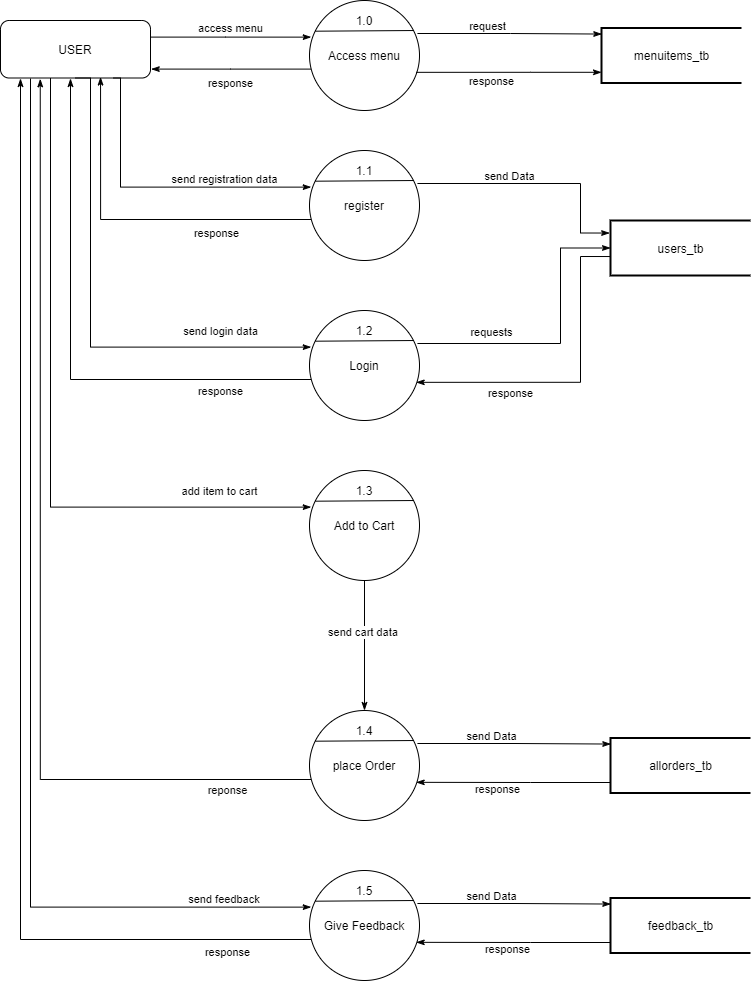 access menu
1.0
request
USER
Access menu
menuitems_tb
response
response
1.1
send registration data
send Data
register
response
users_tb
1.2
send login data
requests
Login
response
response
1.3
add item to cart
Add to Cart
send cart data
1.4
send Data
place Order
allorders_tb
reponse
response
1.5
send feedback
send Data
Give Feedback
feedback_tb
response
response